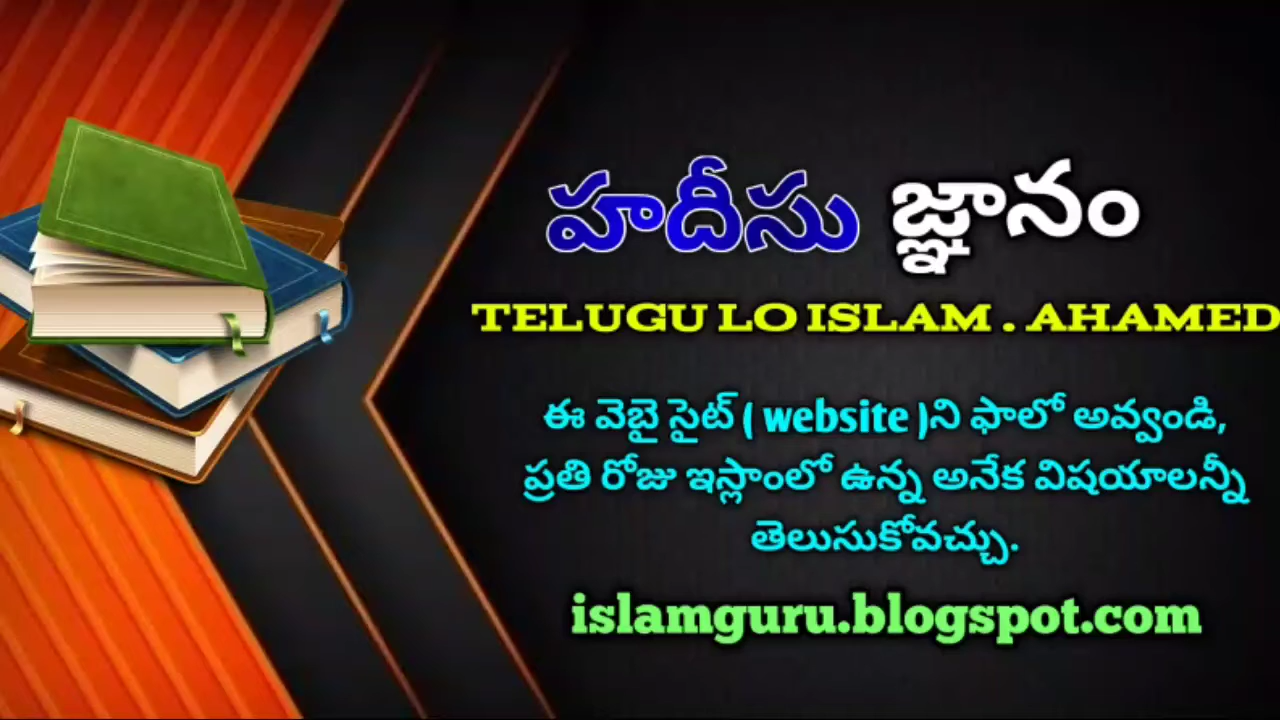 హదీసు జ్ఞానం
TELUGU LO ISLAM . AHAMED
ఈ వెబై సైట్ ( website )ని ఫాలో అవ్వండి,
ప్రతి రోజు ఇస్లాంలో ఉన్న అనేక విషయాలన్నీ
తెలుసుకోవచ్చు.
islamguru.blogspot.com